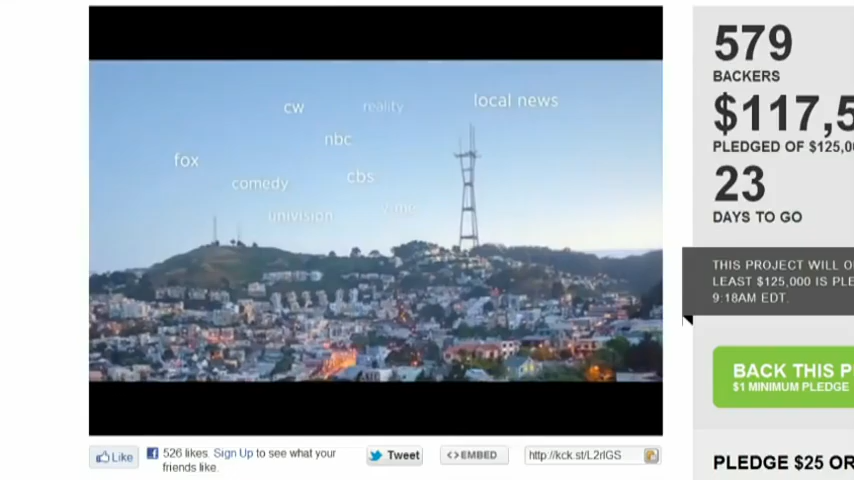 cw
reality
local news
nbc
fox
cbs
comedy
univision
579
BACKERS
$117,5
PLEDGED OF $125,00
23
DAYS TO GO
THIS PROJECT WILL O
LEAST $125,000 IS PLE
9:18AM EDT.
BACK THIS P
$1 MINIMUM PLEDGE
PLEDGE $25 OR
Like
526 likes. Sign Up to see what your
friends like.
Tweet
<>EMBED
http://kck.st/L2rIGS